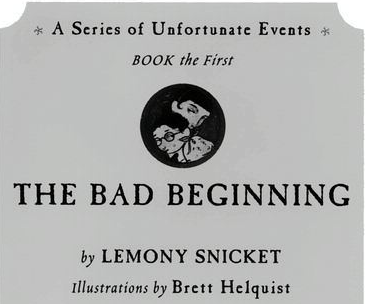 * A Series of Unfortunate Events *
BOOK the First
THE BAD BEGINNING
by LEMONY SNICKET
Illustrations by Brett Helquist